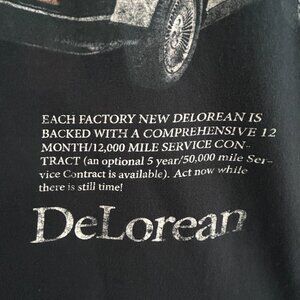 EACH FACTORY NEW DELOREAN IS
BACKED WITH A COMPREHENSIVE 12
MONTH/12,000 MILE SERVICE CON-
TRACT (an optional 5 year/50,000 mile Ser-
vice Contract is available). Act now while
there is still time!
DeLorean